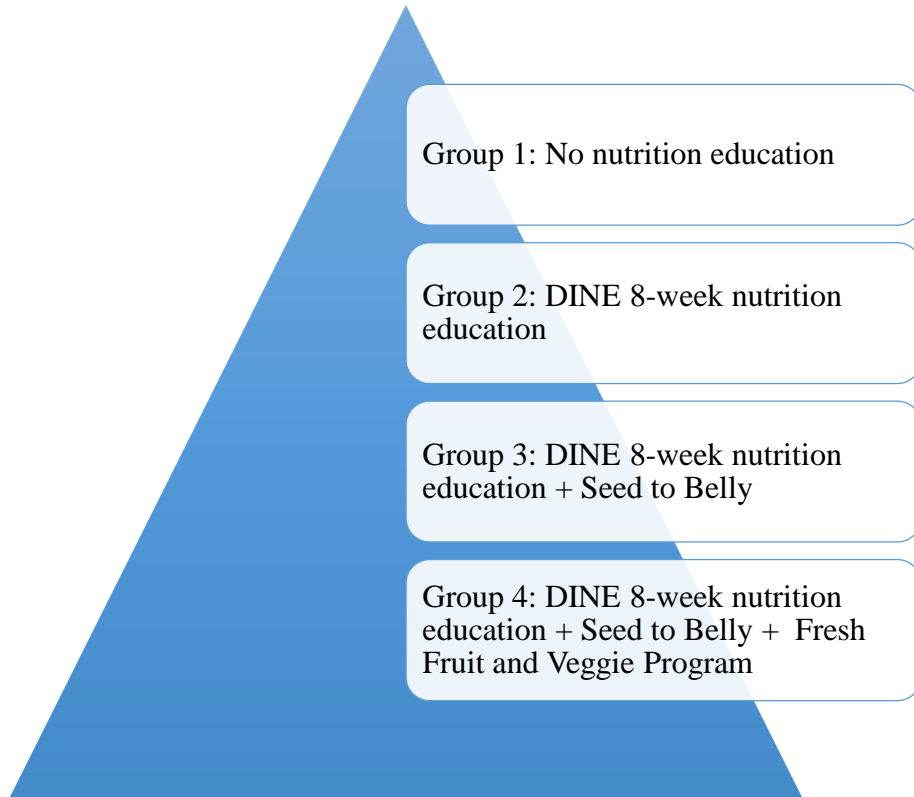 Group 1: No nutrition education
Group 2: DINE 8-week nutrition
education
Group 3: DINE 8-week nutrition
education + Seed to Belly
Group 4: DINE 8-week nutrition
education + Seed to Belly +  Fresh
Fruit and Veggie Program